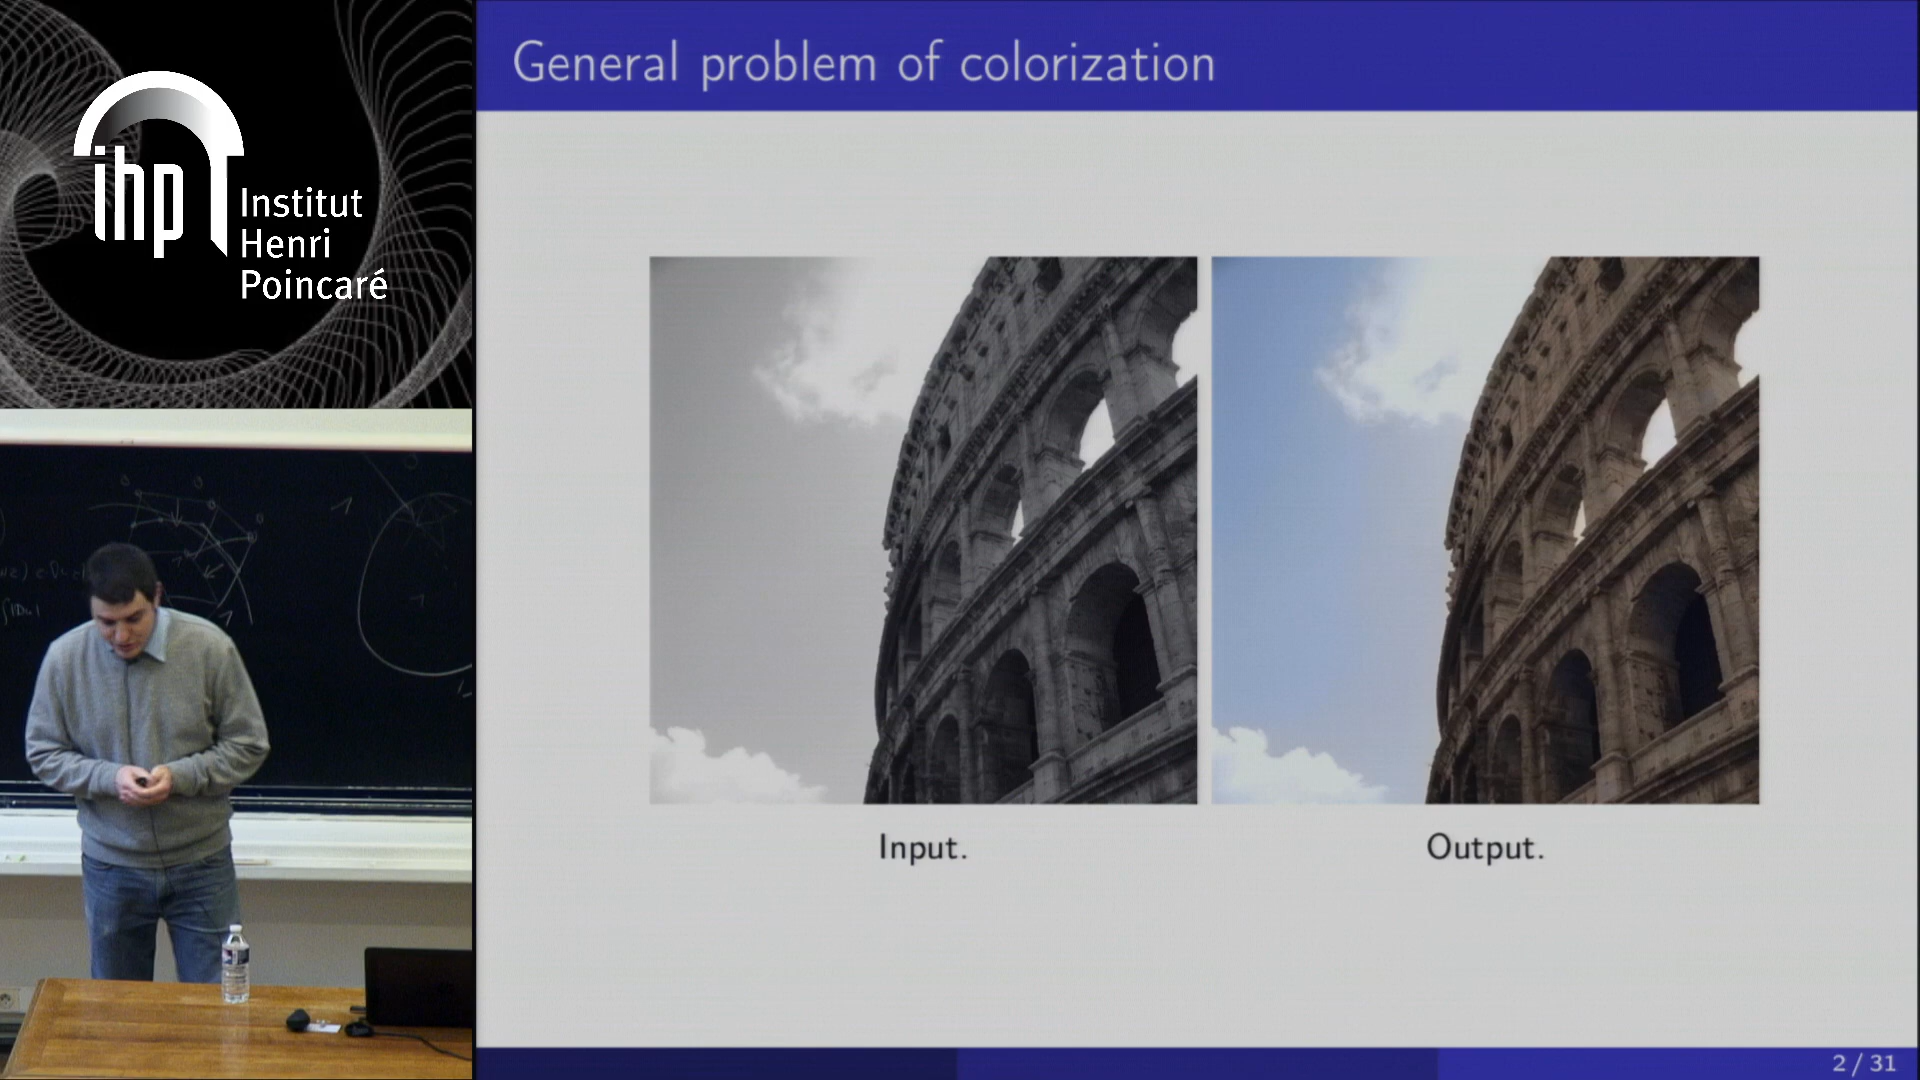 ihp
Institut
Henri
Poincaré
General problem of colorization
Input.
Output.
2 / 31